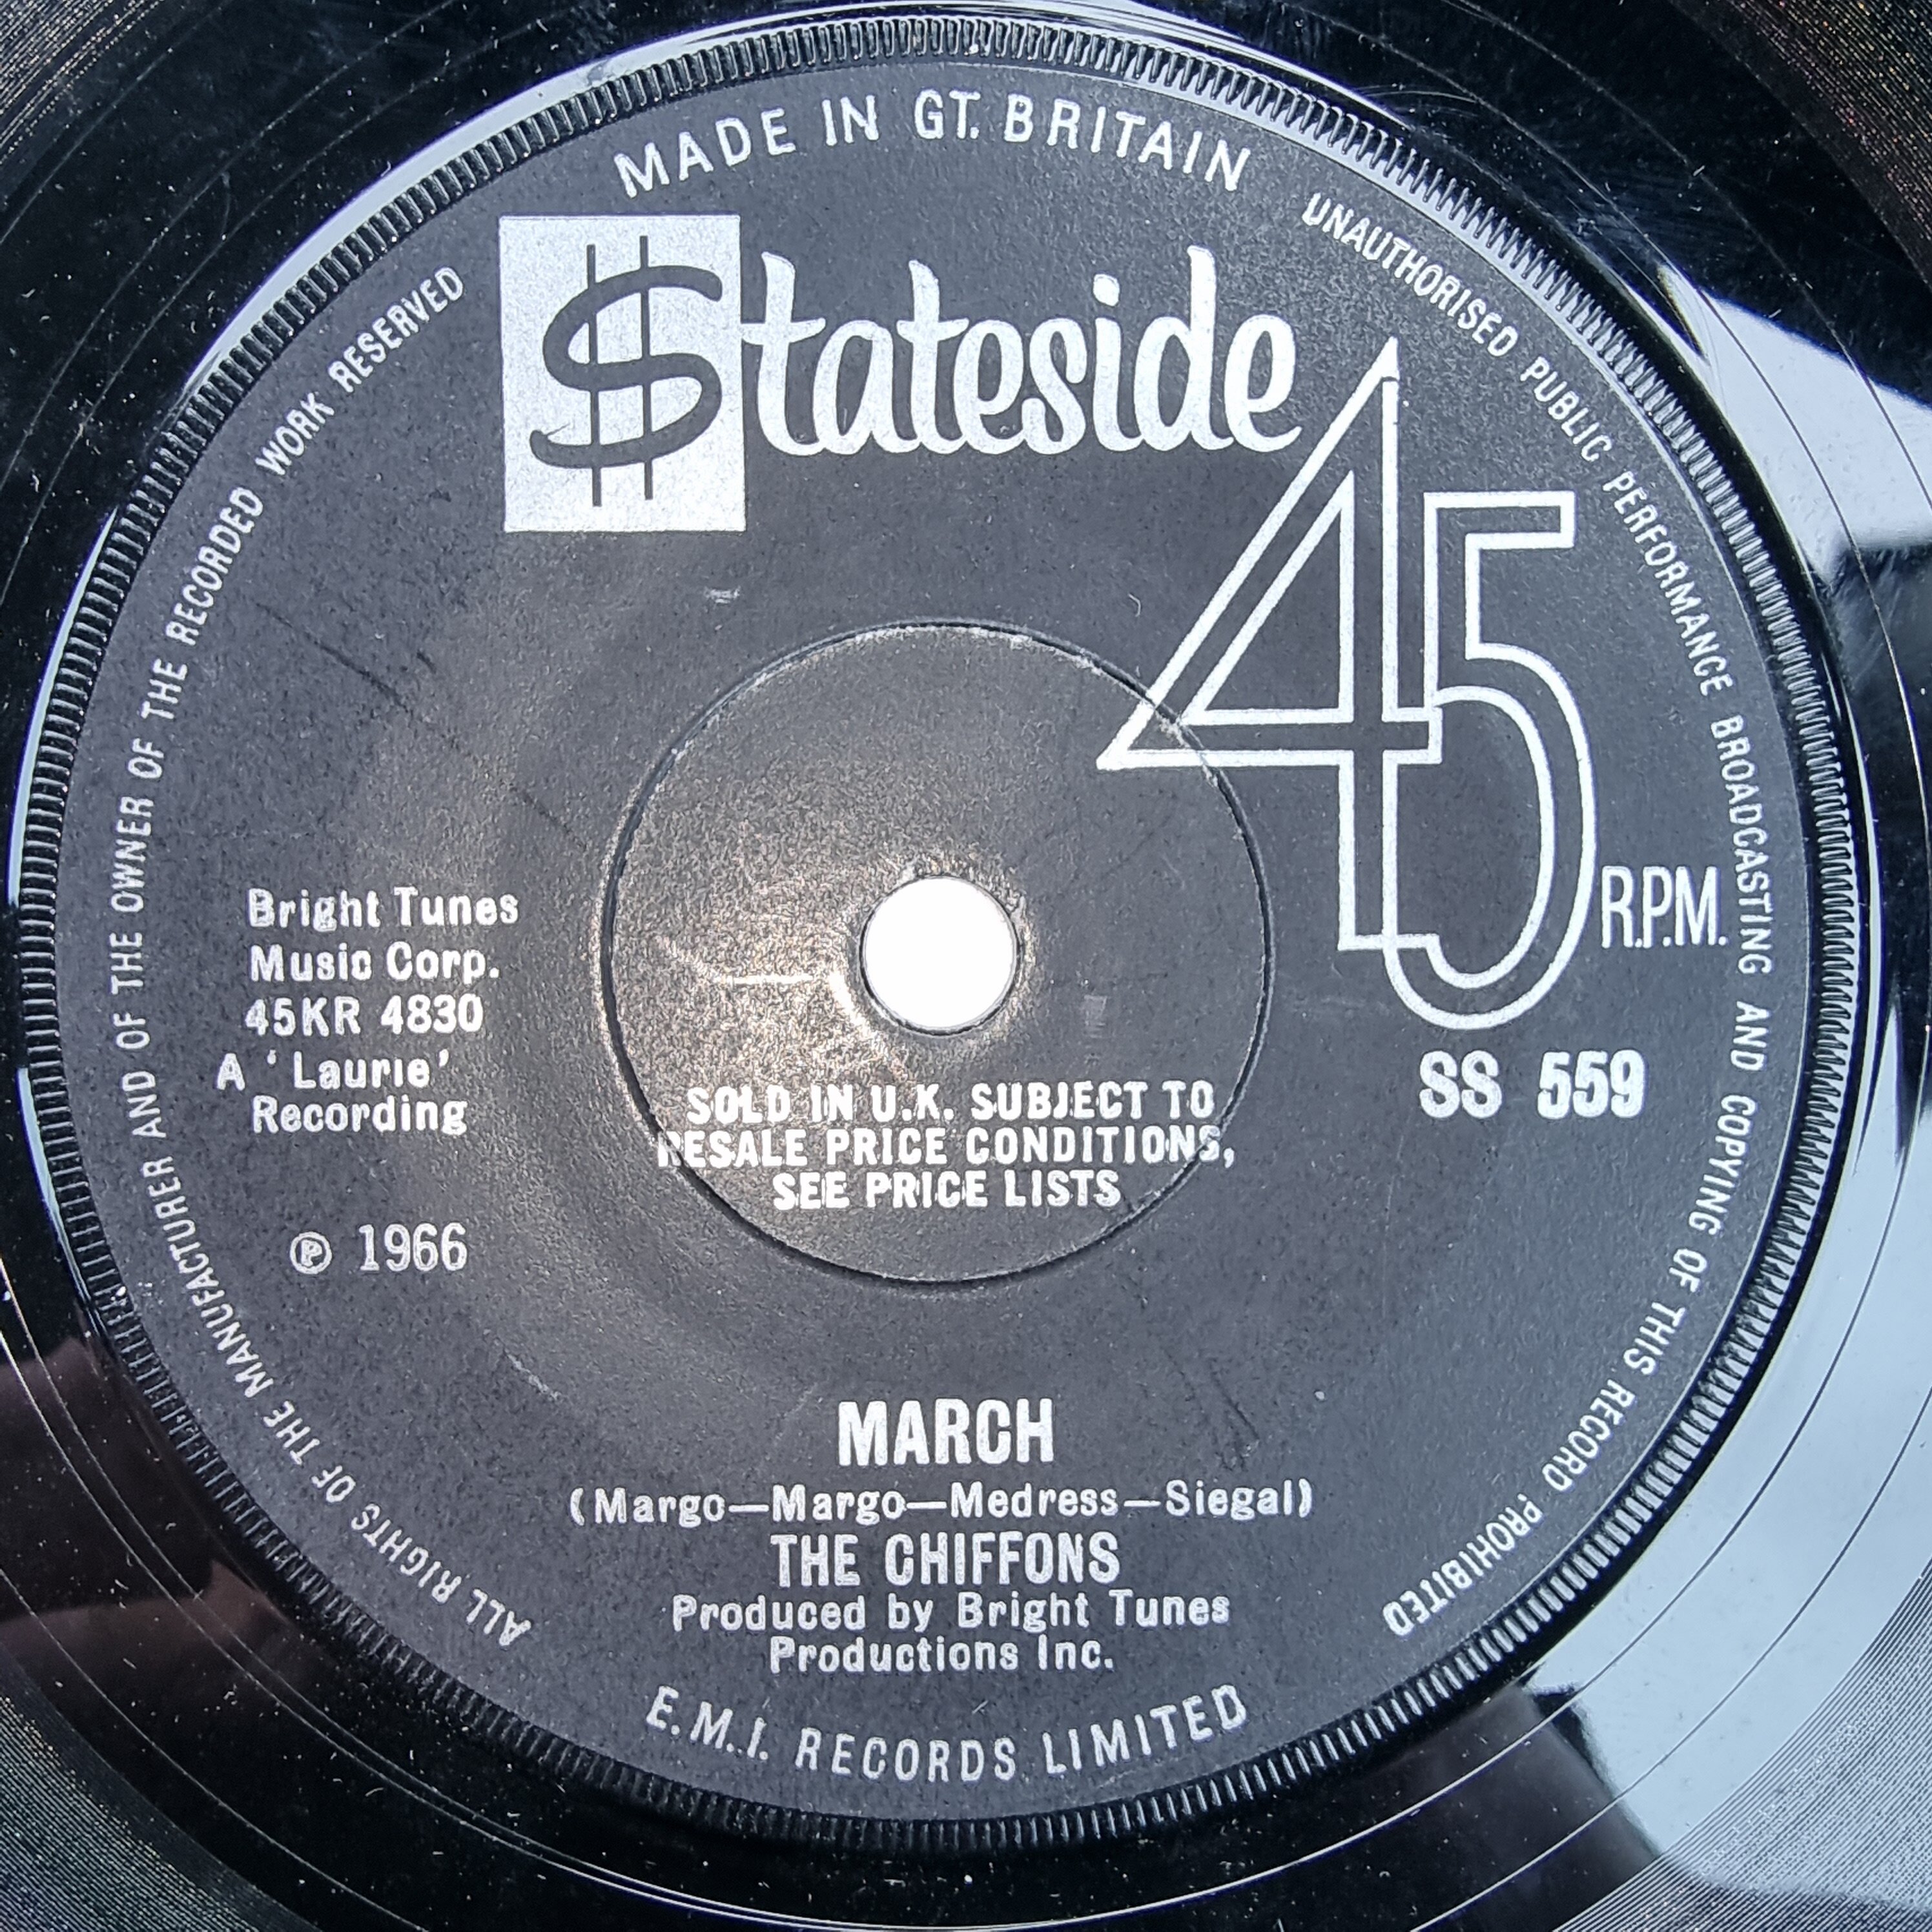 MADE IN GT. BRITAIN
$tateside
45 R.P.M.
SS 559
Bright Tunes
Music Corp.
45KR 4830
A ‘Laurie’
Recording
℗ 1966
SOLD IN U.K. SUBJECT TO
RESALE PRICE CONDITIONS,
SEE PRICE LISTS
MARCH
(Margo—Margo—Medress—Siegal)
THE CHIFFONS
Produced by Bright Tunes
Productions Inc.
E.M.I. RECORDS LIMITED
ALL RIGHTS OF THE MANUFACTURER AND OF THE OWNER OF THE RECORDED WORK RESERVED
UNAUTHORISED PUBLIC PERFORMANCE BROADCASTING AND COPYING OF THIS RECORD PROHIBITED